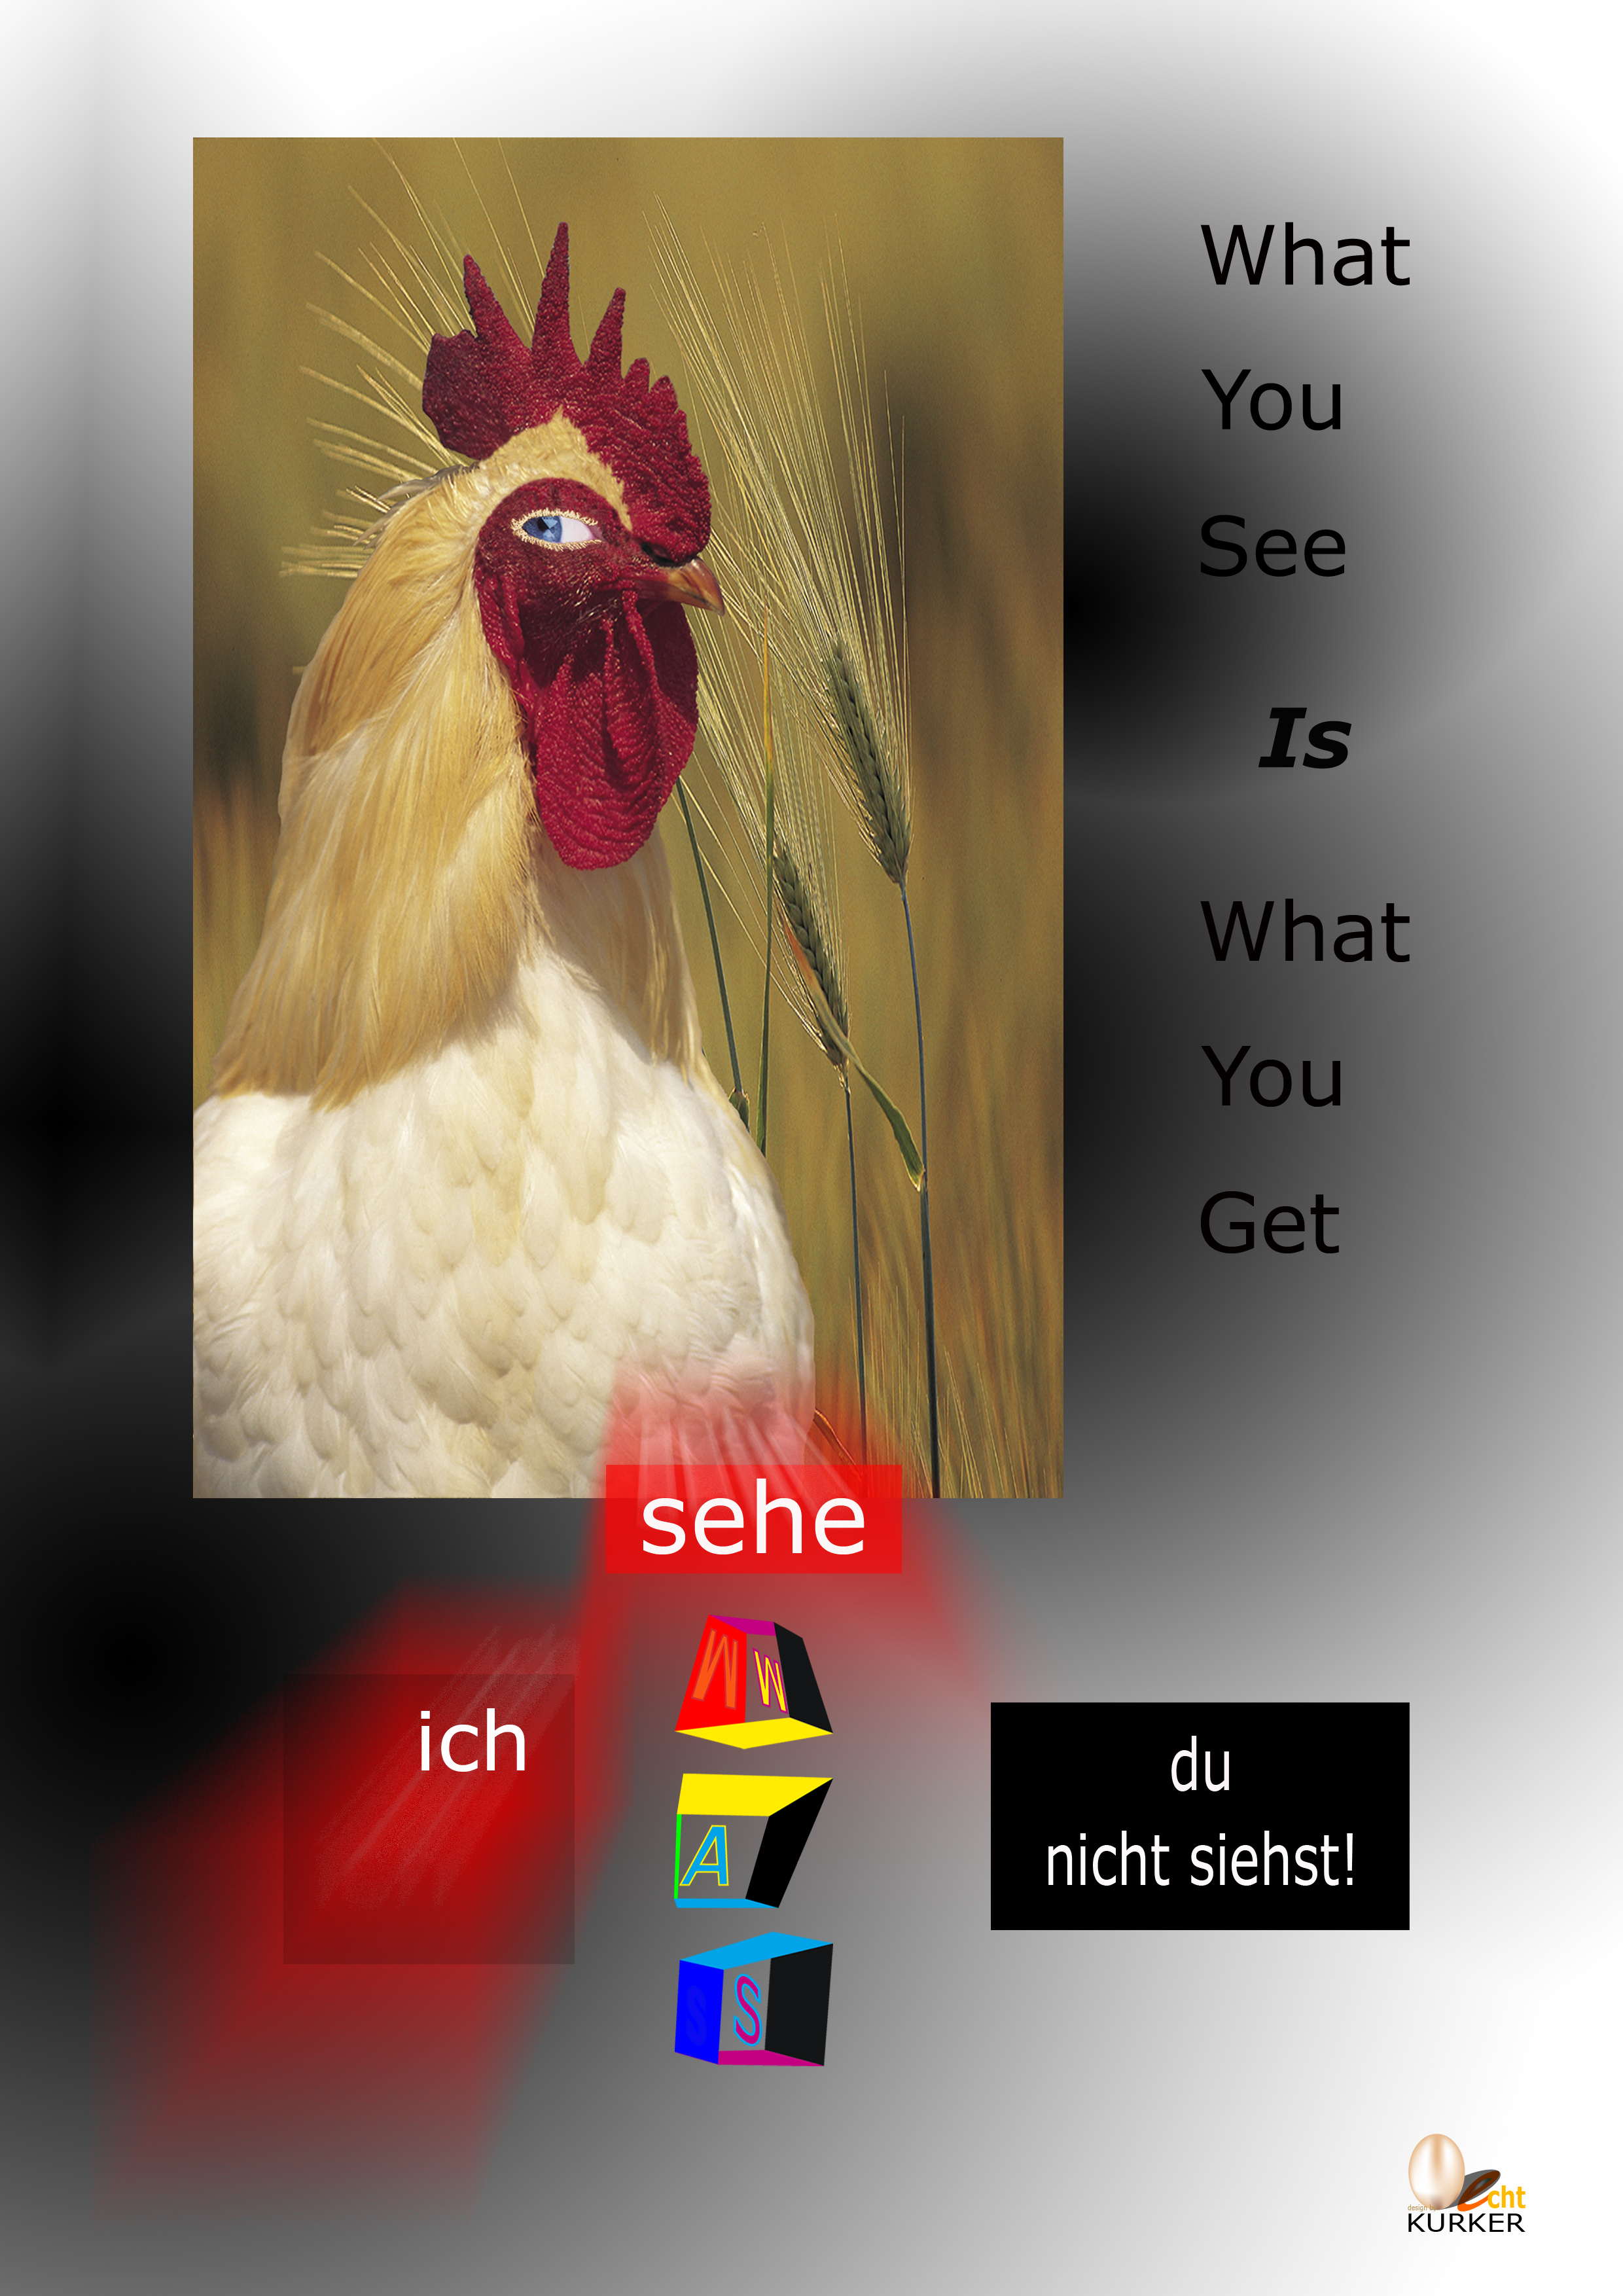 What
You
See
Is
What
You
Get
sehe
ich
W W
A
S S
du
nicht siehst!
design
echt
KURKER